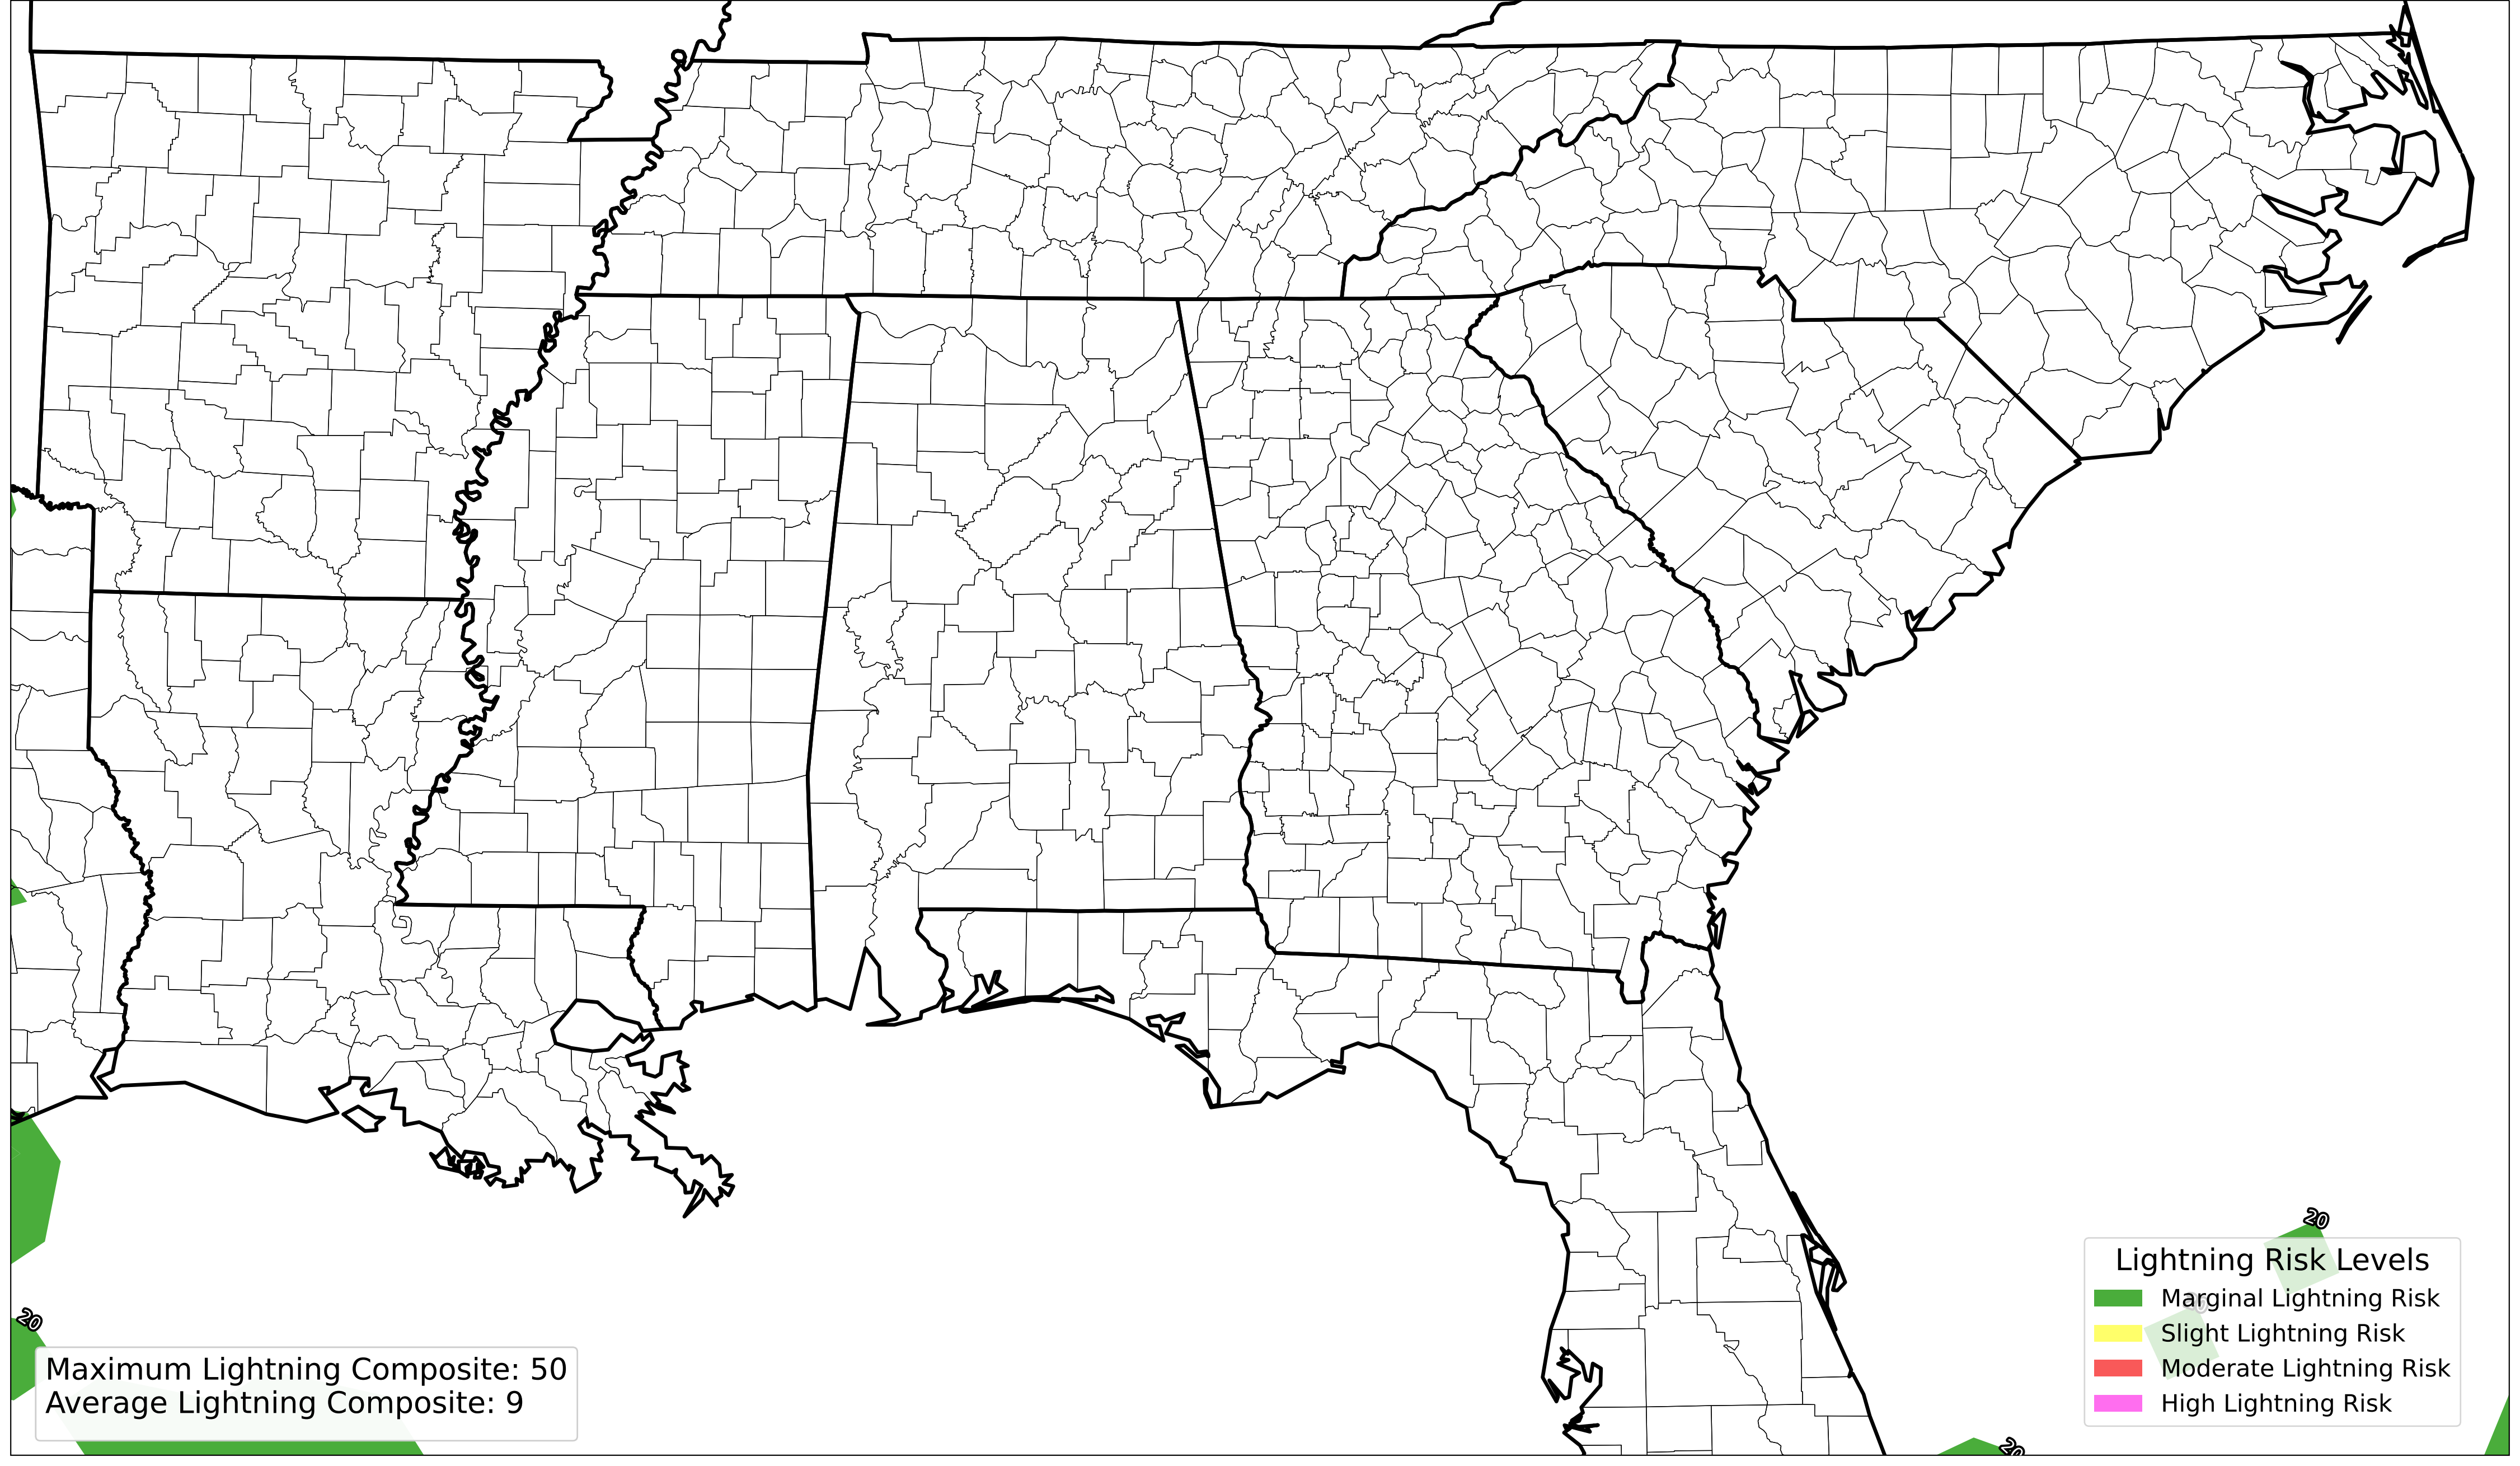 20
Lightning Risk Levels
Marginal Lightning Risk
Slight Lightning Risk
Moderate Lightning Risk
High Lightning Risk
20
Maximum Lightning Composite: 50
Average Lightning Composite: 9
20